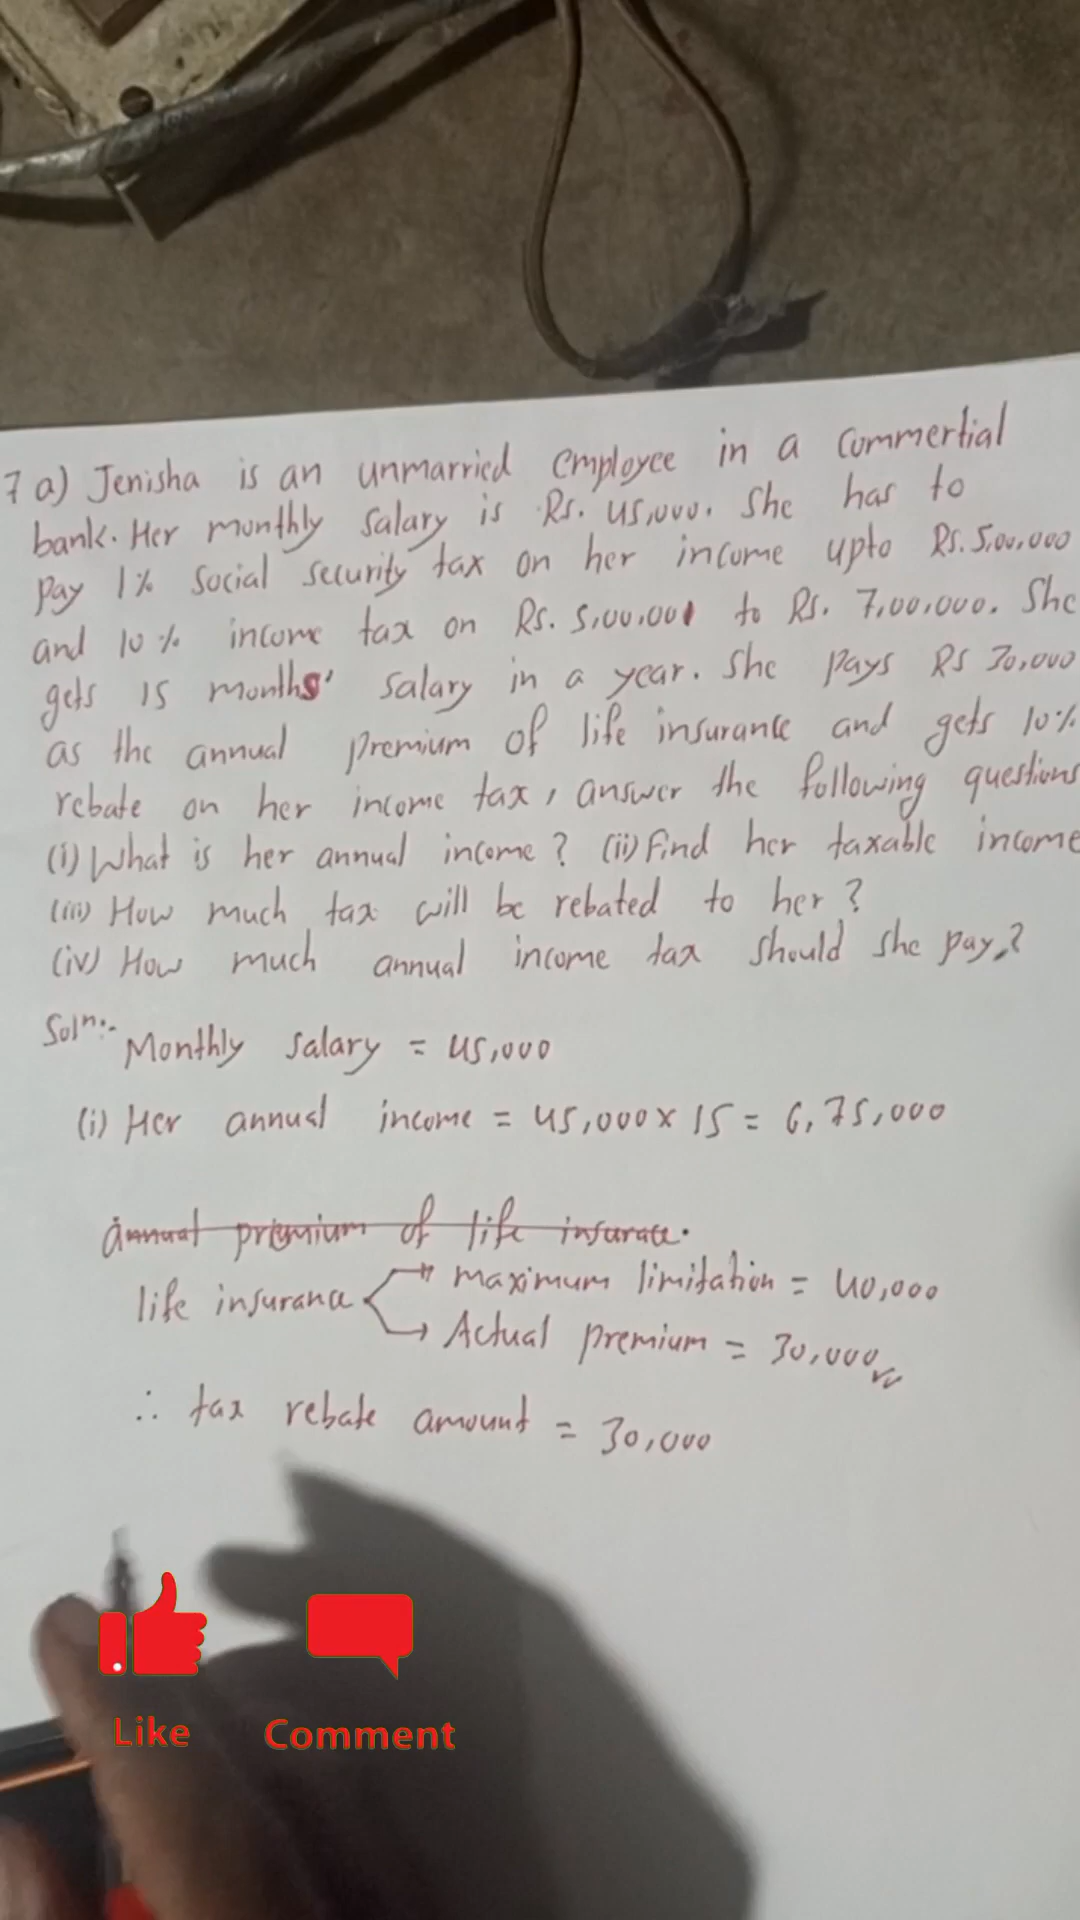 7 a) Jenisha is an unmarried employee in a commertial
bank. Her monthly salary is Rs. 45,000. She has to
pay 1% social security tax on her income upto Rs. 5,00,000
and 10% income tax on Rs. 5,00,001 to Rs. 7,00,000. She
gets 15 months' salary in a year. She pays Rs 30,000
as the annual premium of life insurance and gets 10%
rebate on her income tax, answer the following questions
(i) What is her annual income? (ii) Find her taxable income
(iii) How much tax will be rebated to her?
(iv) How much annual income tax should she pay?
Soln:-
Monthly salary = 45,000
(i) Her annual income = 45,000 x 15 = 6,75,000
annual premium of life insurace.
life insurance → maximum limitation = 40,000
→ Actual premium = 30,000
∴ tax rebate amount = 30,000
Like Comment